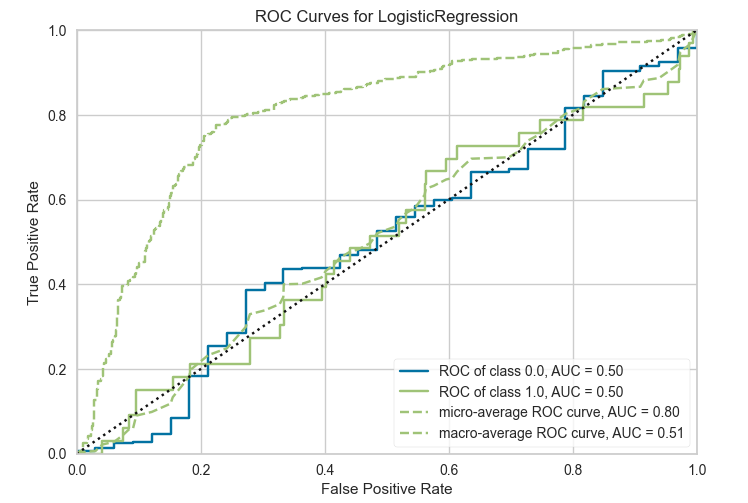 ROC Curves for LogisticRegression
1.0
0.8
0.6
0.4
0.2
0.0
True Positive Rate
ROC of class 0.0, AUC = 0.50
ROC of class 1.0, AUC = 0.50
micro-average ROC curve, AUC = 0.80
macro-average ROC curve, AUC = 0.51
0.0 0.2 0.4 0.6 0.8 1.0
False Positive Rate